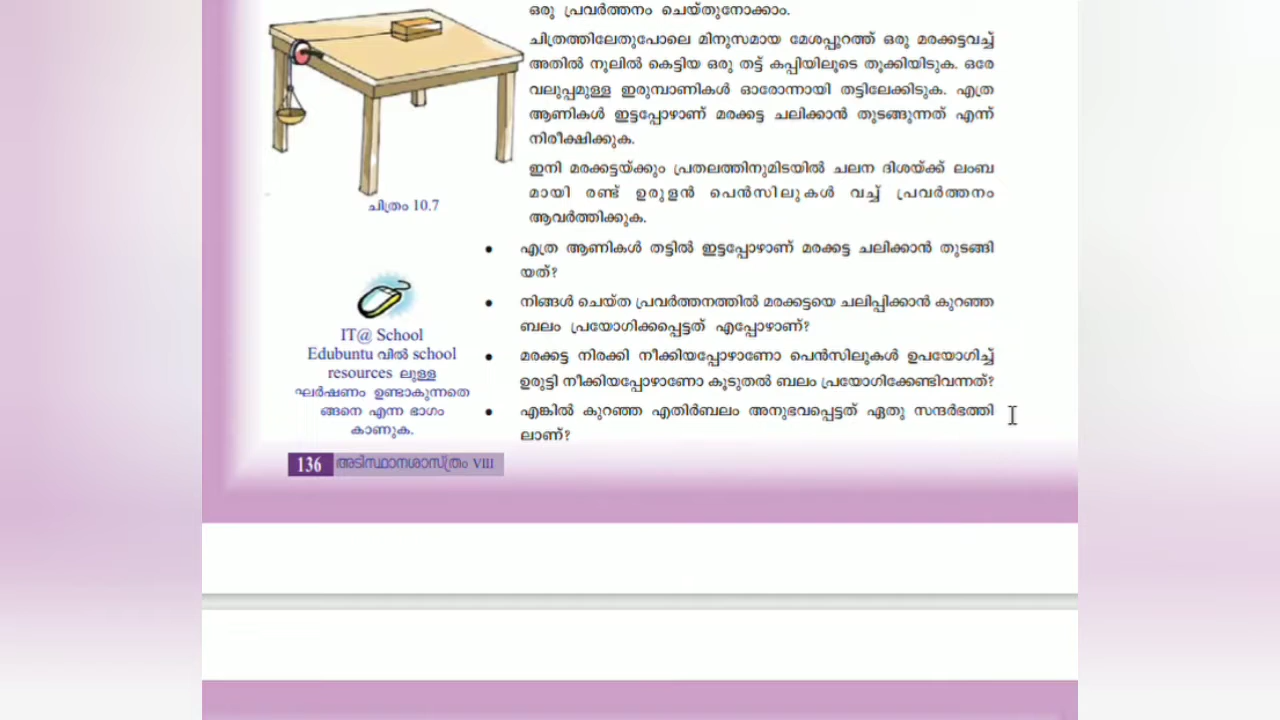 ഒരു പ്രവർത്തനം ചെയ്തുനോക്കാം.
ചിത്രത്തിലേതുപോലെ മിനുസമായ മേശപ്പുറത്ത് ഒരു മരക്കട്ടവച്ച്
അതിൽ നൂലിൽ കെട്ടിയ ഒരു തട്ട് കപ്പിയിലൂടെ തൂക്കിയിടുക. ഒരേ
വലുപ്പമുള്ള ഇരുമ്പാണികൾ ഓരോന്നായി തട്ടിലേക്കിടുക. എത്ര
ആണികൾ ഇട്ടപ്പോഴാണ് മരക്കട്ട ചലിക്കാൻ തുടങ്ങുന്നത് എന്ന്
നിരീക്ഷിക്കുക.
ഇനി മരക്കട്ടയ്ക്കും പ്രതലത്തിനുമിടയിൽ ചലന ദിശയ്ക്ക് ലംബ
മായി രണ്ട് ഉരുളൻ പെൻസിലുകൾ വച്ച് പ്രവർത്തനം
ആവർത്തിക്കുക.
ചിത്രം 10.7
• എത്ര ആണികൾ തട്ടിൽ ഇട്ടപ്പോഴാണ് മരക്കട്ട ചലിക്കാൻ തുടങ്ങി
യത്?
• നിങ്ങൾ ചെയ്ത പ്രവർത്തനത്തിൽ മരക്കട്ടയെ ചലിപ്പിക്കാൻ കുറഞ്ഞ
ബലം പ്രയോഗിക്കപ്പെട്ടത് എപ്പോഴാണ്?
• മരക്കട്ട നിരക്കി നീക്കിയപ്പോഴാണോ പെൻസിലുകൾ ഉപയോഗിച്ച്
ഉരുട്ടി നീക്കിയപ്പോഴാണോ കൂടുതൽ ബലം പ്രയോഗിക്കേണ്ടിവന്നത്?
• എങ്കിൽ കുറഞ്ഞ എതിർബലം അനുഭവപ്പെട്ടത് ഏതു സന്ദർഭത്തി
ലാണ്?
IT@ School
Edubuntu വിൽ school
resources ലുള്ള
ഘർഷണം ഉണ്ടാകുന്നതെ
ങ്ങനെ എന്ന ഭാഗം
കാണുക.
136 അടിസ്ഥാനശാസ്ത്രം VIII